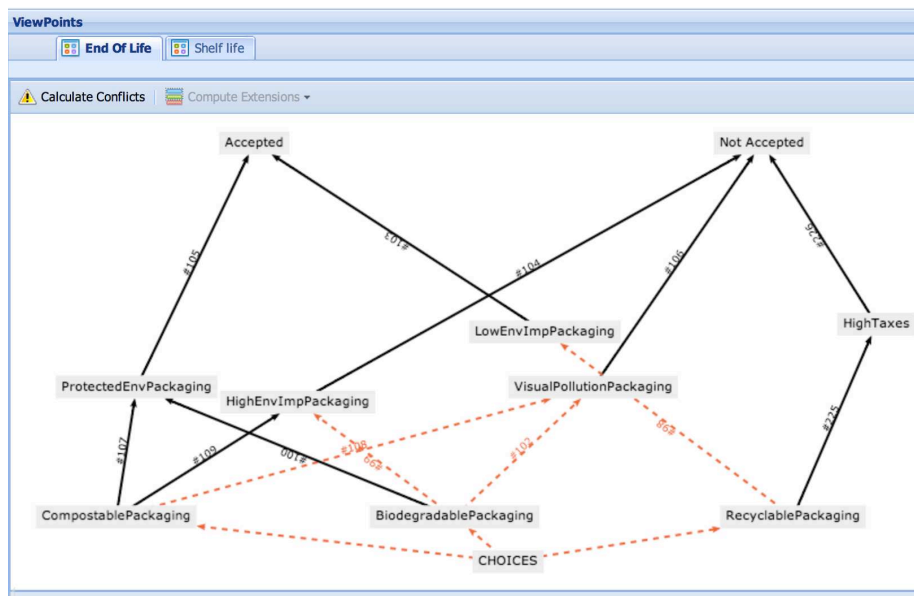 ViewPoints
End Of Life
Shelf life
Calculate Conflicts
Compute Extensions
Accepted
Not Accepted
#105
#103
#104
#106
#226
LowEnvImpPackaging
HighTaxes
ProtectedEnvPackaging
HighEnvImpPackaging
VisualPollutionPackaging
#107
#109
#100
#108
#99
#102
#98
#225
CompostablePackaging
BiodegradablePackaging
RecyclablePackaging
CHOICES